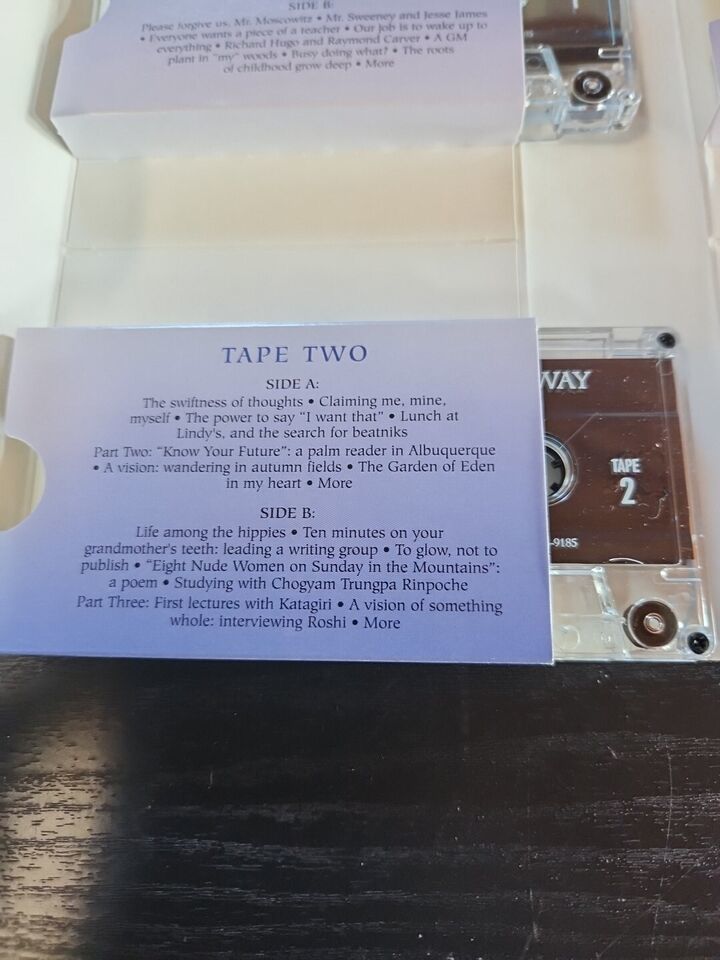 SIDE B:
Please forgive us, Mr. Moscowitz • Mr. Sweeney and Jesse James
• Everyone wants a piece of a teacher • Our job is to wake up to
everything • Richard Hugo and Raymond Carver • A GM
plant in "my" woods • Busy doing what? • The roots
of childhood grow deep • More
TAPE TWO
SIDE A:
The swiftness of thoughts • Claiming me, mine,
myself • The power to say "I want that" • Lunch at
Lindy's, and the search for beatniks
Part Two: "Know Your Future": a palm reader in Albuquerque
• A vision: wandering in autumn fields • The Garden of Eden
in my heart • More
SIDE B:
Life among the hippies • Ten minutes on your
grandmother's teeth: leading a writing group • To glow, not to
publish • "Eight Nude Women on Sunday in the Mountains":
a poem • Studying with Chogyam Trungpa Rinpoche
Part Three: First lectures with Katagiri • A vision of something
whole: interviewing Roshi • More
WAY
TAPE
2
-9185